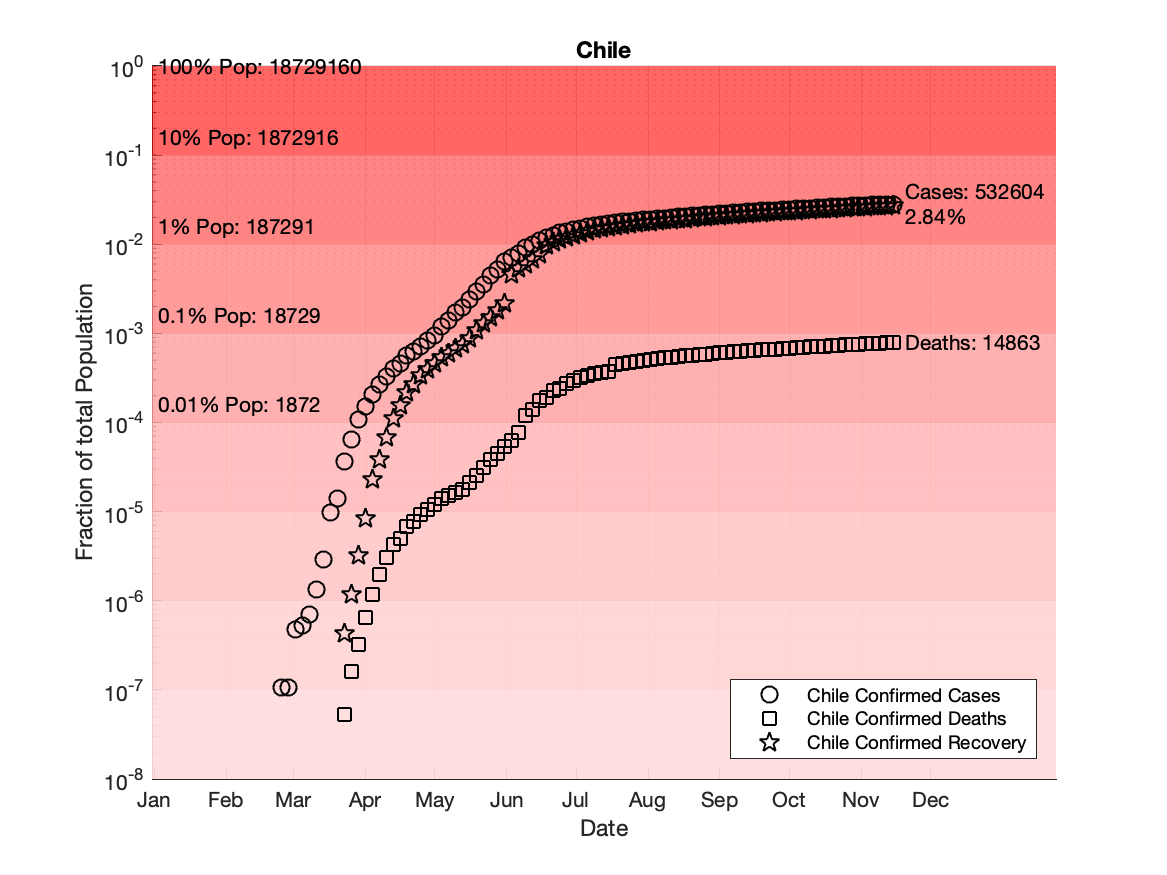 Chile
10^0
100% Pop: 18729160
10% Pop: 1872916
10^-1
Cases: 532604
2.84%
1% Pop: 187291
10^-2
0.1% Pop: 18729
10^-3
Deaths: 14863
0.01% Pop: 1872
10^-4
10^-5
10^-6
10^-7
10^-8
Fraction of total Population
Chile Confirmed Cases
Chile Confirmed Deaths
Chile Confirmed Recovery
Jan Feb Mar Apr May Jun Jul Aug Sep Oct Nov Dec
Date